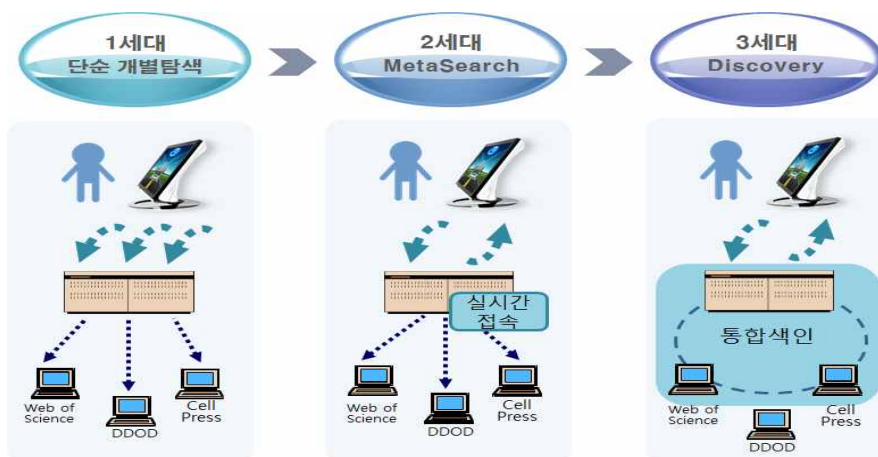 1세대
단순 개별탐색
2세대
MetaSearch
3세대
Discovery
Web of
Science
DDOD
Cell
Press
실시간
접속
Web of
Science
DDOD
Cell
Press
통합색인
Web of
Science
DDOD
Cell
Press